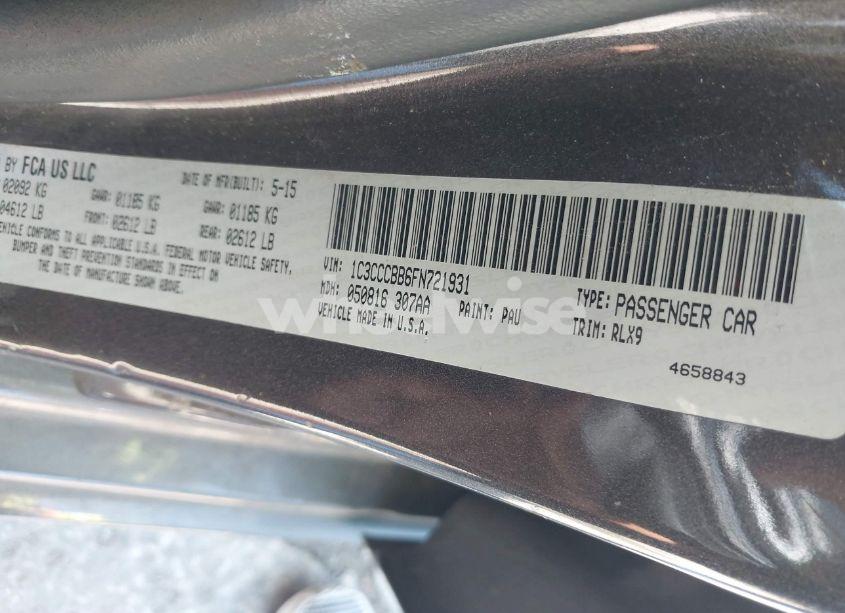 BY FCA US LLC
DATE OF MFR(BUILT): 5-15
02092 KG GAWR: 01185 KG GAWR: 01185 KG
04612 LB FRONT: 02612 LB REAR: 02612 LB
VEHICLE CONFORMS TO ALL APPLICABLE U.S.A. FEDERAL MOTOR VEHICLE SAFETY,
BUMPER AND THEFT PREVENTION STANDARDS IN EFFECT ON
THE DATE OF MANUFACTURE SHOWN ABOVE.
VIN: 1C3CCCBB6FN721931
TYPE: PASSENGER CAR
MDH: 050816 307AA PAINT: PAU TRIM: RLX9
VEHICLE MADE IN U.S.A.
4658843